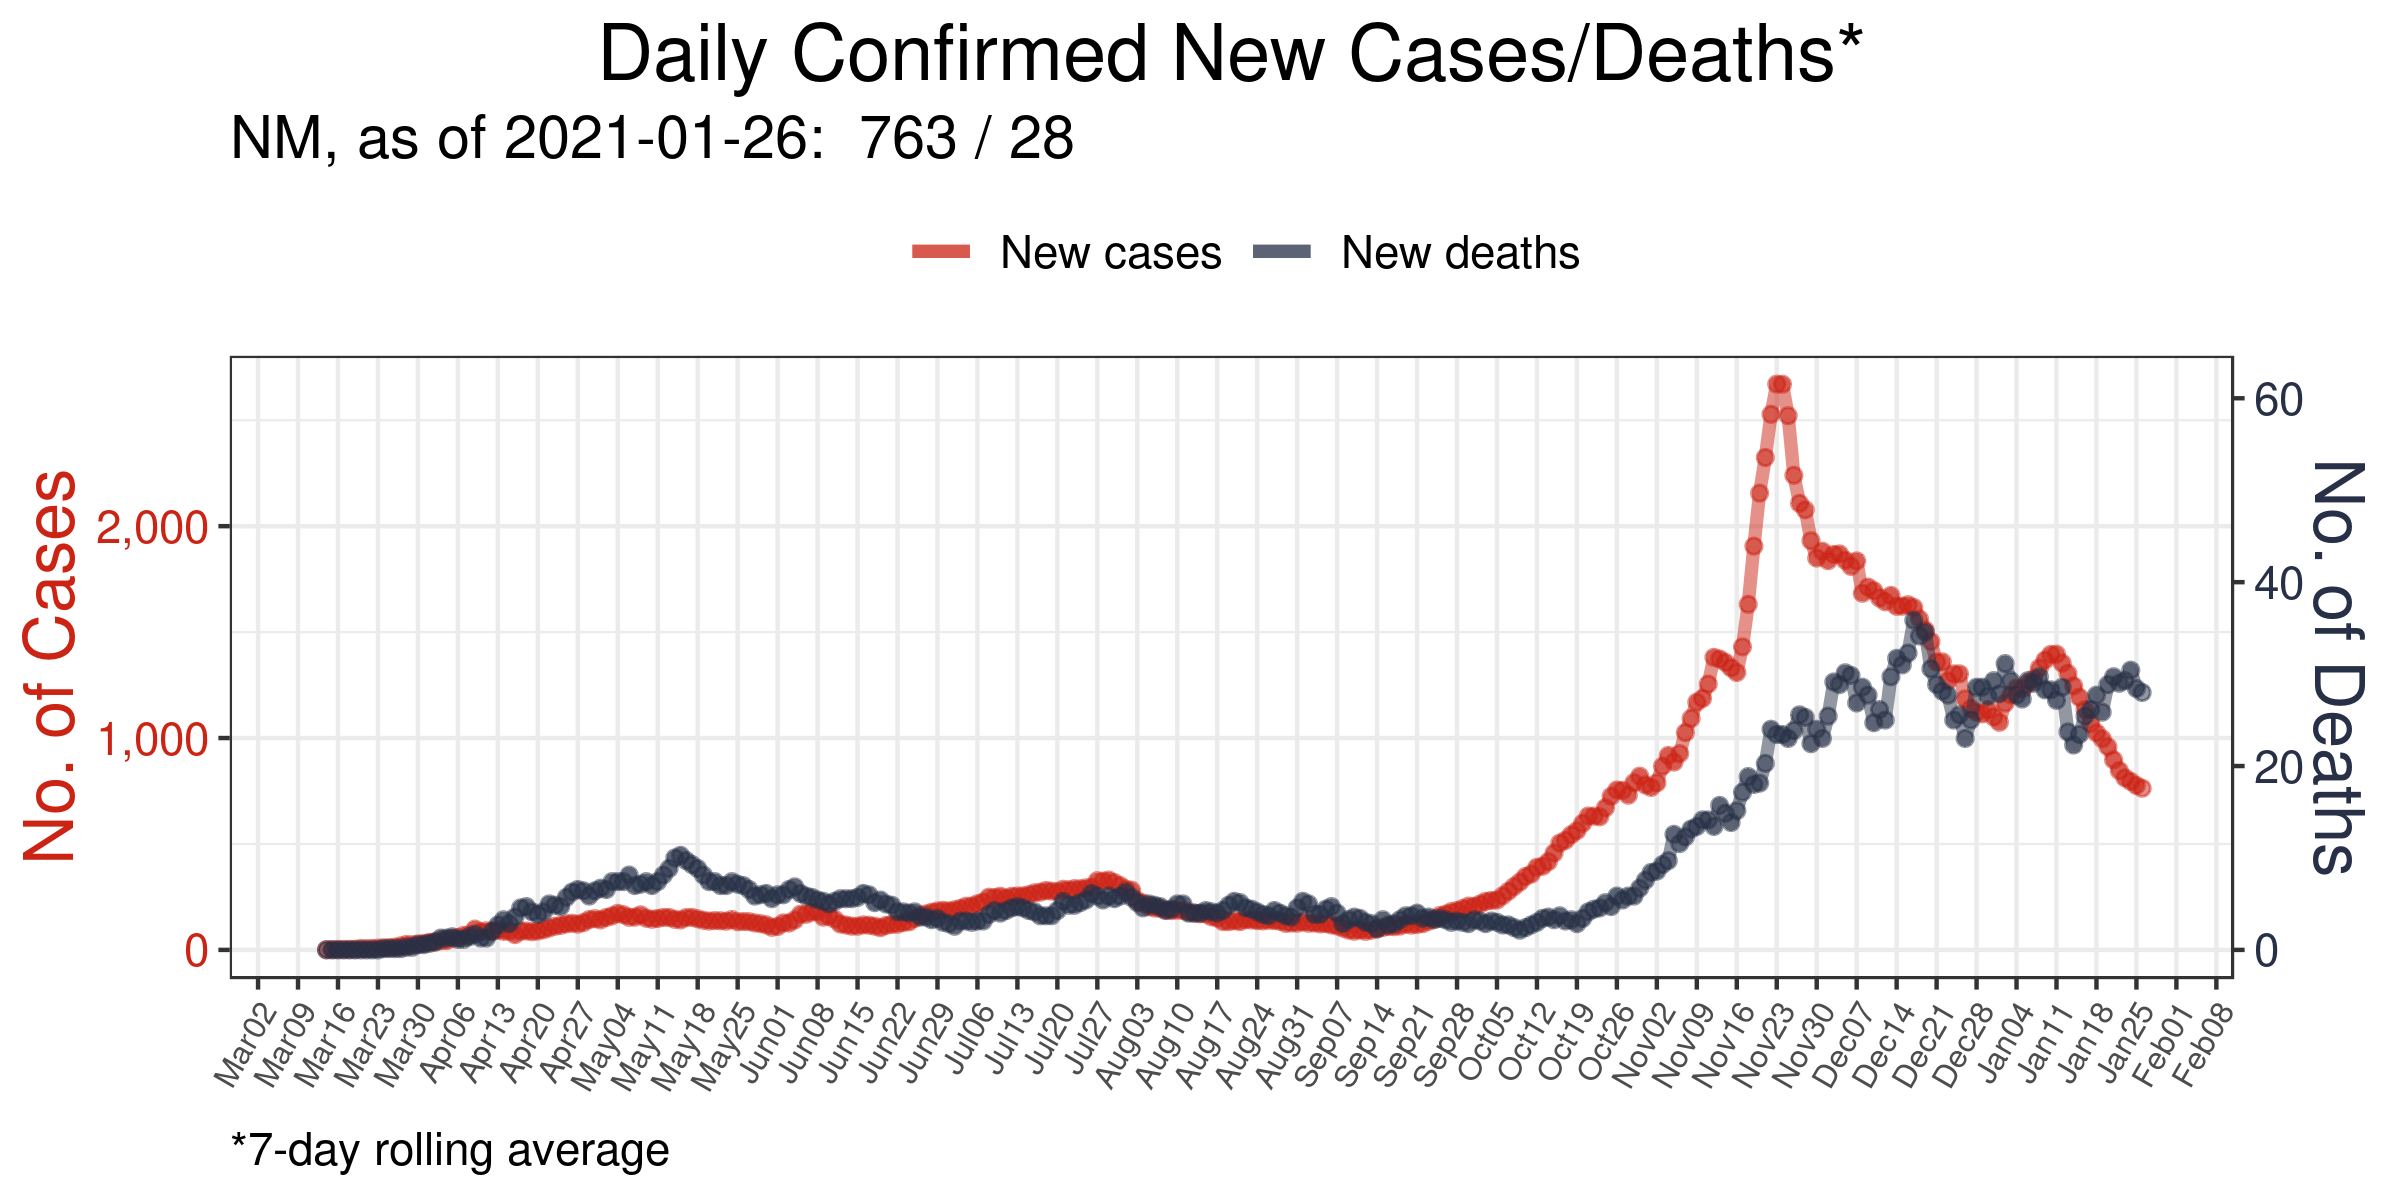 Daily Confirmed New Cases/Deaths*
NM, as of 2021-01-26:  763 / 28
New cases
New deaths
No. of Cases
2,000
1,000
0
60
40
20
0
No. of Deaths
Mar02
Mar09
Mar16
Mar23
Mar30
Apr06
Apr13
Apr20
Apr27
May04
May11
May18
May25
Jun01
Jun08
Jun15
Jun22
Jun29
Jul06
Jul13
Jul20
Jul27
Aug03
Aug10
Aug17
Aug24
Aug31
Sep07
Sep14
Sep21
Sep28
Oct05
Oct12
Oct19
Oct26
Nov02
Nov09
Nov16
Nov23
Nov30
Dec07
Dec14
Dec21
Dec28
Jan04
Jan11
Jan18
Jan25
Feb01
Feb08
*7-day rolling average